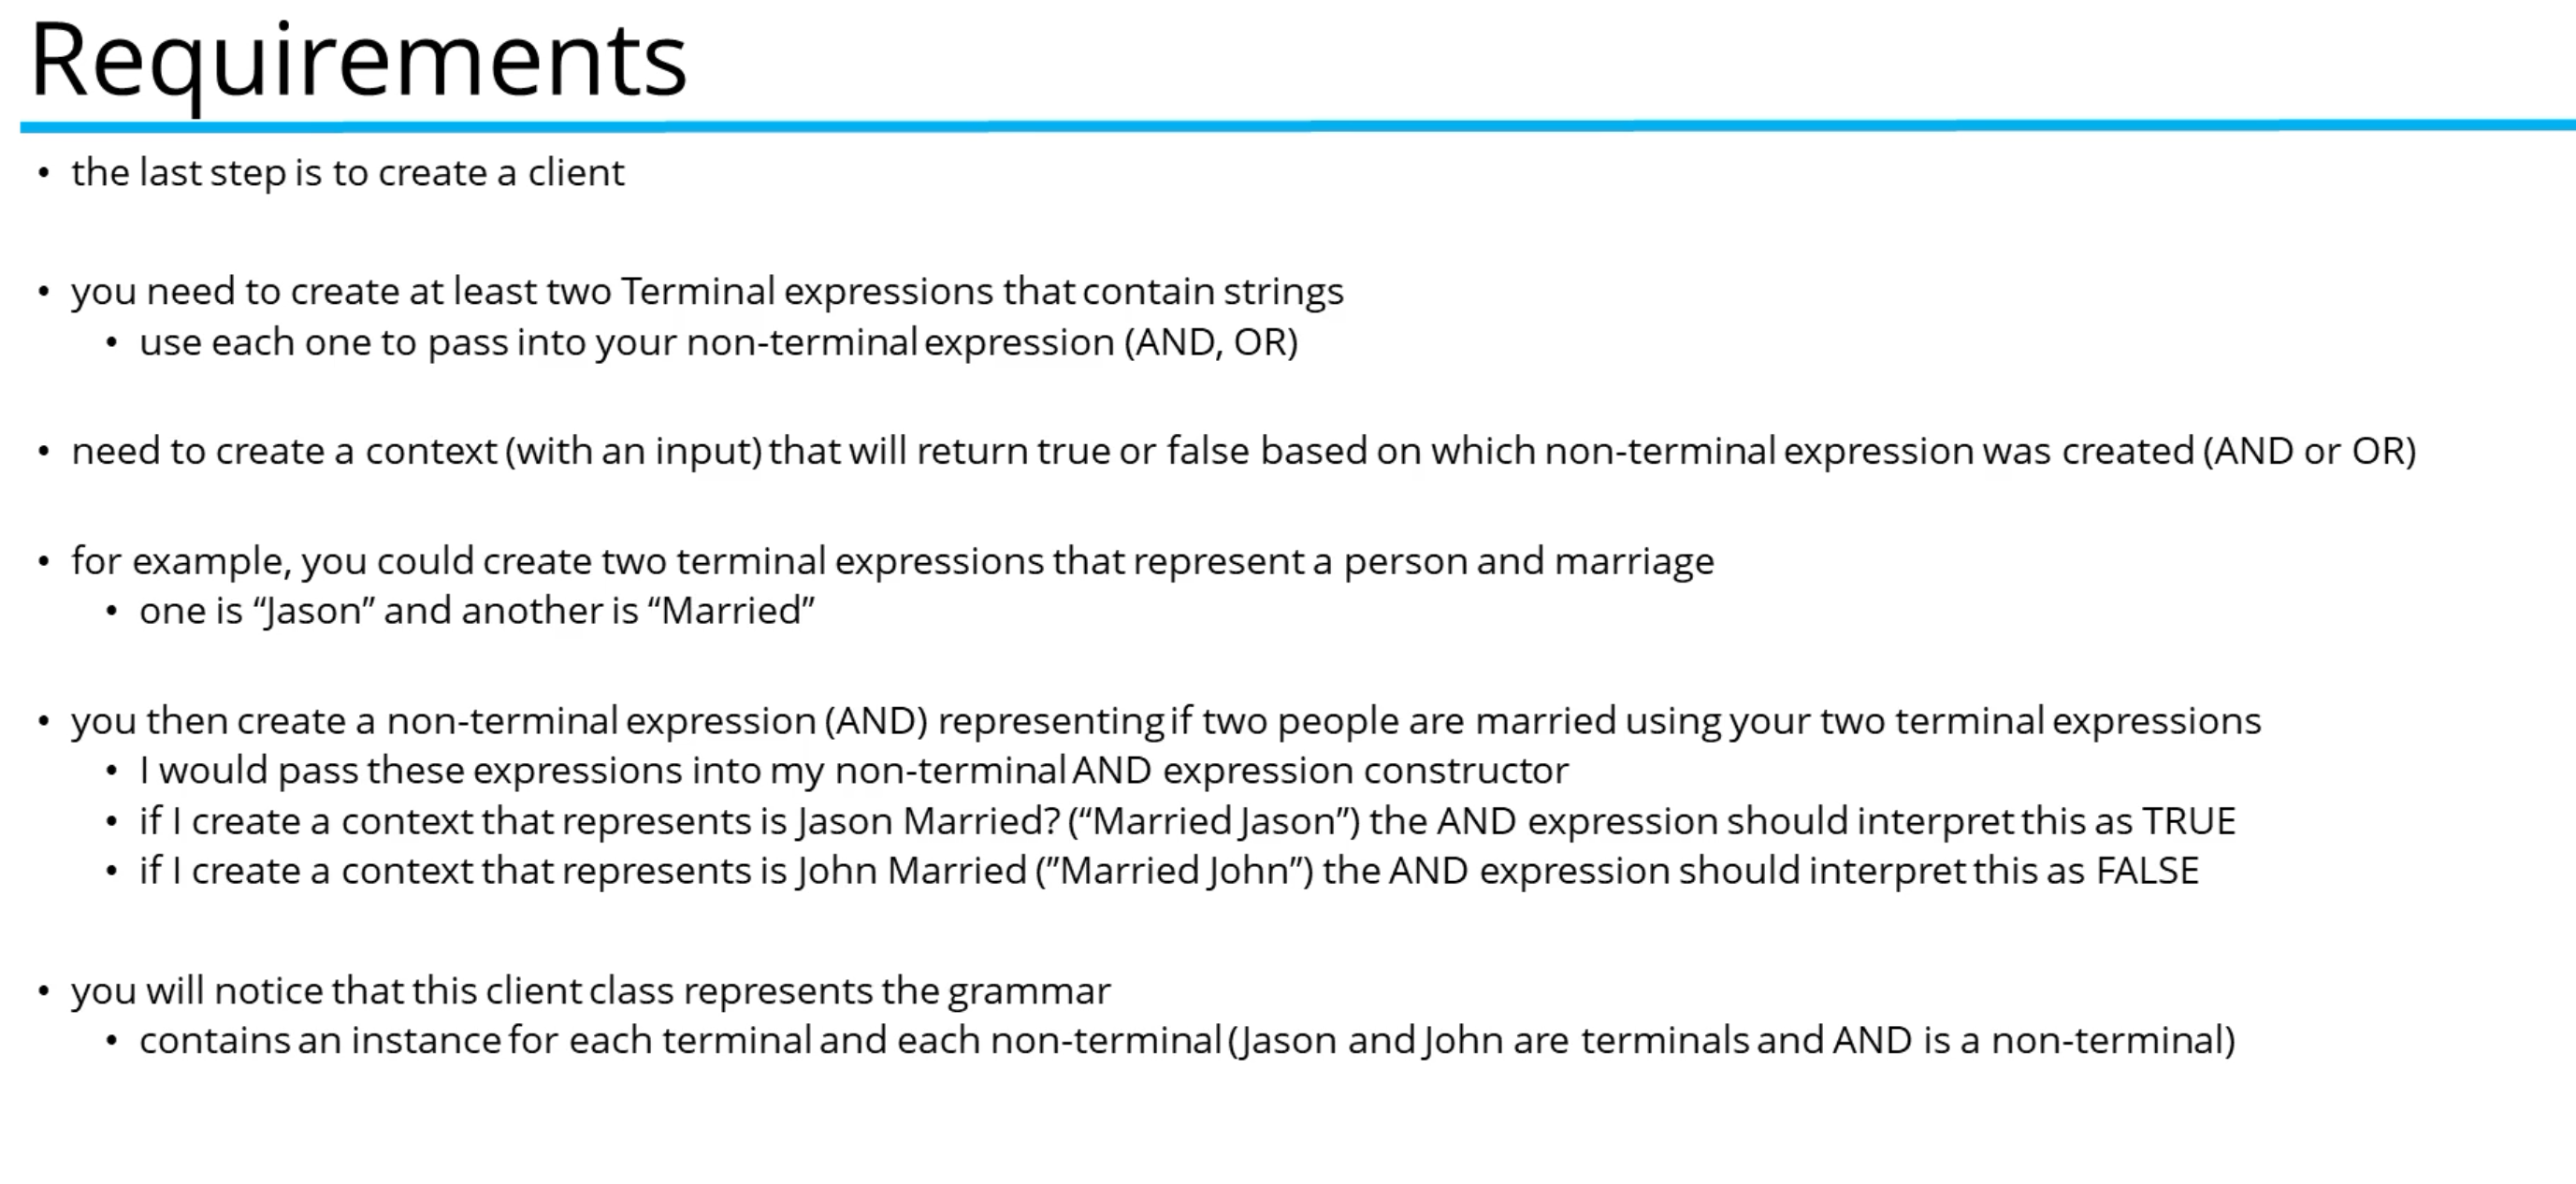 Requirements
• the last step is to create a client
• you need to create at least two Terminal expressions that contain strings
• use each one to pass into your non-terminal expression (AND, OR)
• need to create a context (with an input) that will return true or false based on which non-terminal expression was created (AND or OR)
• for example, you could create two terminal expressions that represent a person and marriage
• one is “Jason” and another is “Married”
• you then create a non-terminal expression (AND) representing if two people are married using your two terminal expressions
• I would pass these expressions into my non-terminal AND expression constructor
• if I create a context that represents is Jason Married? (“Married Jason”) the AND expression should interpret this as TRUE
• if I create a context that represents is John Married (”Married John”) the AND expression should interpret this as FALSE
• you will notice that this client class represents the grammar
• contains an instance for each terminal and each non-terminal (Jason and John are terminals and AND is a non-terminal)